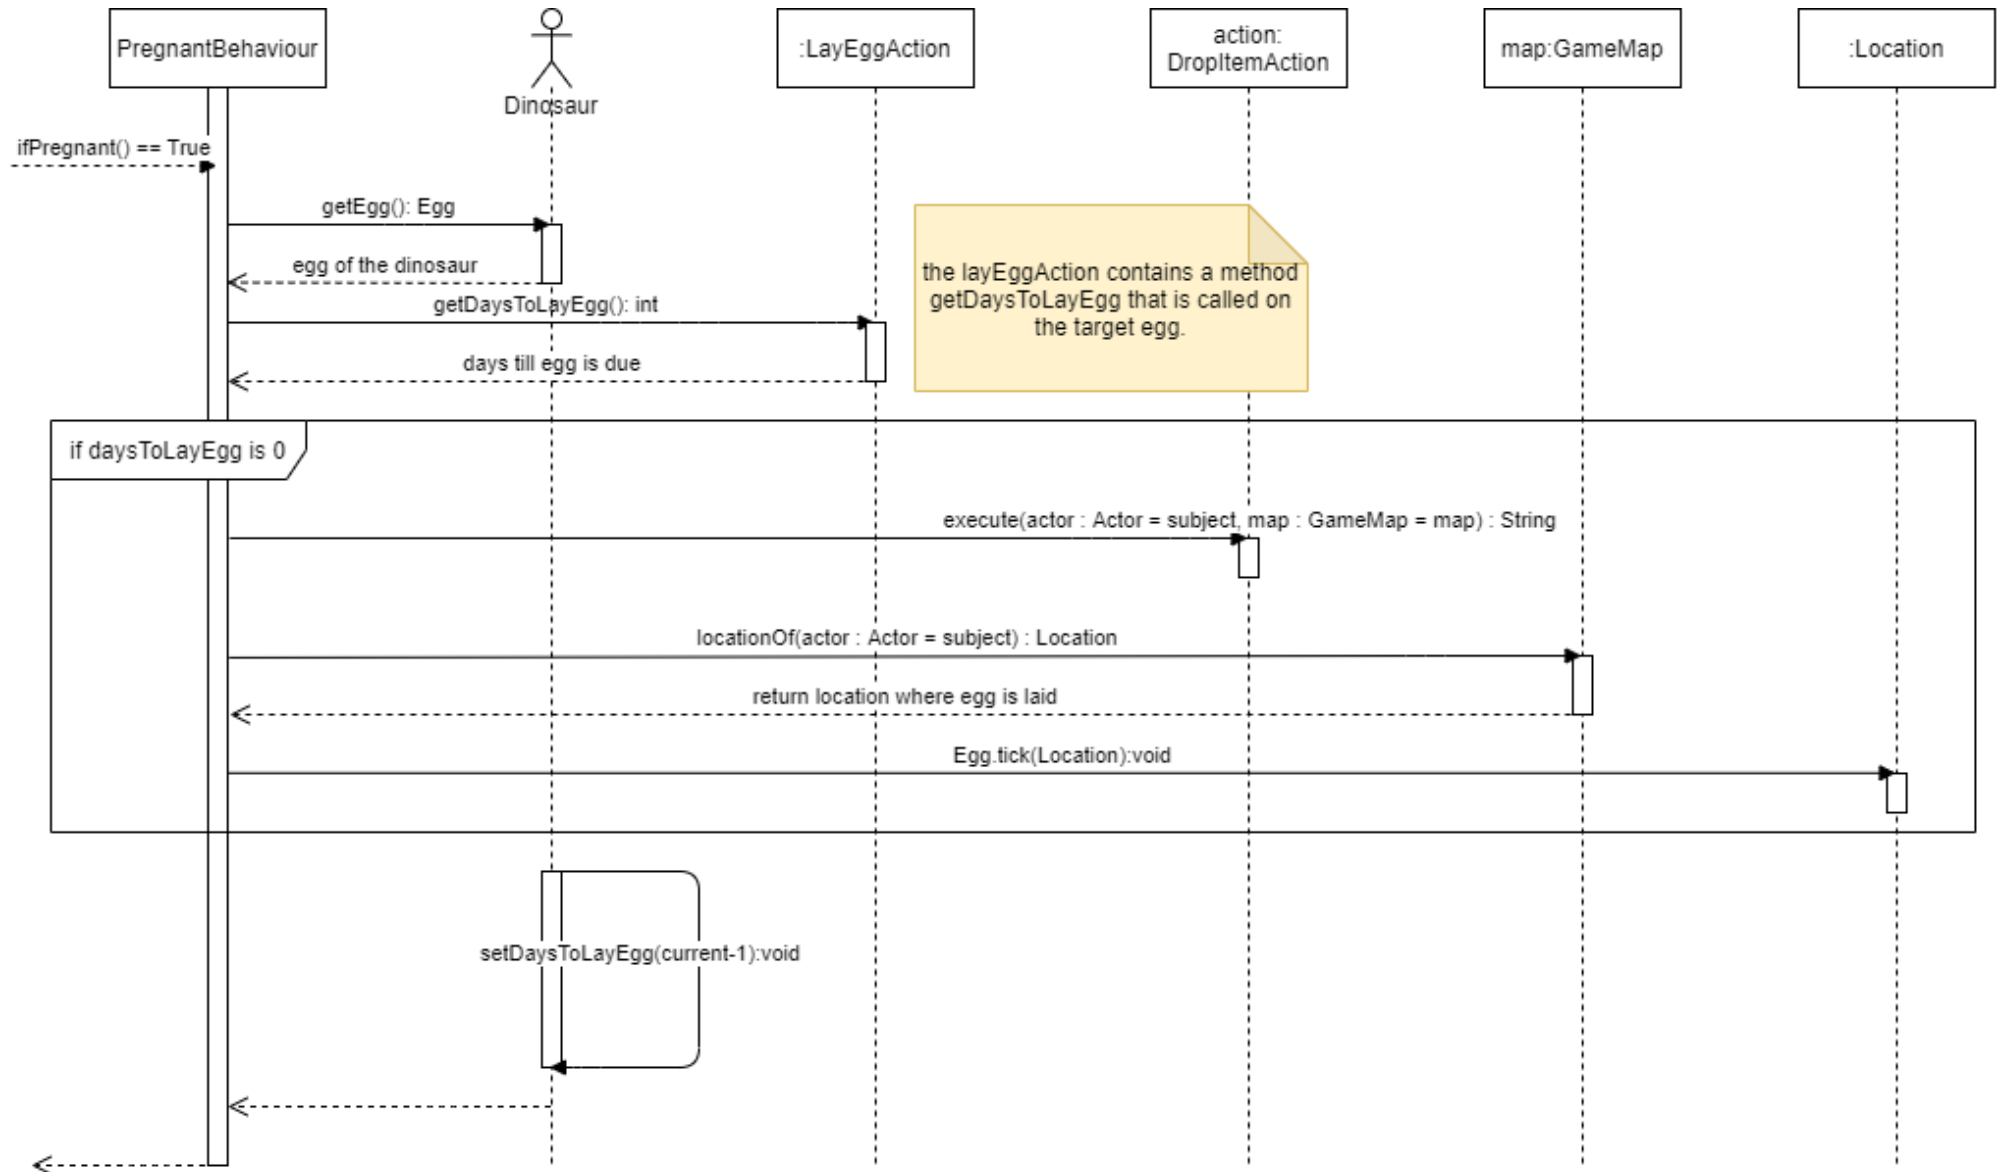 PregnantBehaviour
Dinosaur
:LayEggAction
action:
DropItemAction
map:GameMap
:Location
ifPregnant() == True
getEgg(): Egg
egg of the dinosaur
getDaysToLayEgg(): int
days till egg is due
the layEggAction contains a method
getDaysToLayEgg that is called on
the target egg.
if daysToLayEgg is 0
execute(actor : Actor = subject, map : GameMap = map) : String
locationOf(actor : Actor = subject) : Location
return location where egg is laid
Egg.tick(Location):void
setDaysToLayEgg(current-1):void